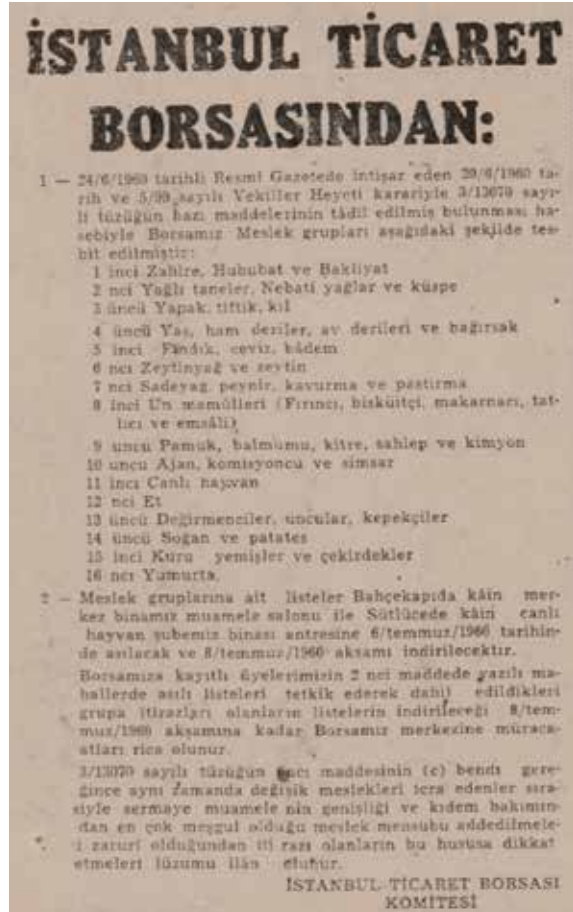 İSTANBUL TİCARET
BORSASINDAN:
1 — 24/6/1960 tarihli Resmî Gazetede intişar eden 20/6/1960 ta-
rih ve 5/90 sayılı Vekiller Heyeti karariyle 3/13070 sayı-
lı tüzüğün bazı maddelerinin tâdil edilmiş bulunması ha-
sebiyle Borsamız Meslek grupları aşağıdaki şekilde tes-
bit edilmiştir:
1 inci Zahire, Hububat ve Bakliyat
2 nci Yağlı taneler, Nebati yağlar ve küspe
3 üncü Yapak, tiftik, kıl
4 üncü Yaş, ham deriler, av derileri ve bağırsak
5 inci Fındık, ceviz, bâdem
6 ncı Zeytinyağ ve zeytin
7 nci Sadeyağ, peynir, kavurma ve pastırma
8 inci Un mamûlleri (Fırıncı, bisküitçi, makarnacı, tat-
lıcı ve emsâli)
9 uncu Pamuk, balmumu, kitre, sahlep ve kimyon
10 uncu Ajan, komisyoncu ve simsar
11 inci Canlı hayvan
12 nci Et
13 üncü Değirmenciler, uncular, kepekçiler
14 üncü Soğan ve patates
15 inci Kuru yemişler ve çekirdekler
16 ncı Yumurta.
2 — Meslek gruplarına ait listeler Bahçekapıda kâin mer-
kez binamız muamele salonu ile Sütlücede kâin canlı
hayvan şubemiz binası antresine 6/temmuz/1960 tarihin-
de asılacak ve 8/temmuz/1960 akşamı indirilecektir.
Borsamıza kayıtlı üyelerimizin 2 nci maddede yazılı ma-
hallerde asılı listeleri tetkik ederek dahil edildikleri
grupa itirazları olanların listelerin indirileceği 8/tem-
muz/1960 akşamına kadar Borsamız merkezine müraca-
atları rica olunur.
3/13070 sayılı tüzüğün maddesinin (c) bendi gere-
ğince aynı zamanda değişik meslekleri icra edenler sıra-
siyle sermaye muamele nin genişliği ve kıdem bakımın-
dan en çok meşgul olduğu meslek mensubu addedilmele-
i zaruri olduğundan iti razı olanların bu hususa dikkat
etmeleri lüzumu ilân olunur.
İSTANBUL TİCARET BORSASI
KOMİTESİ